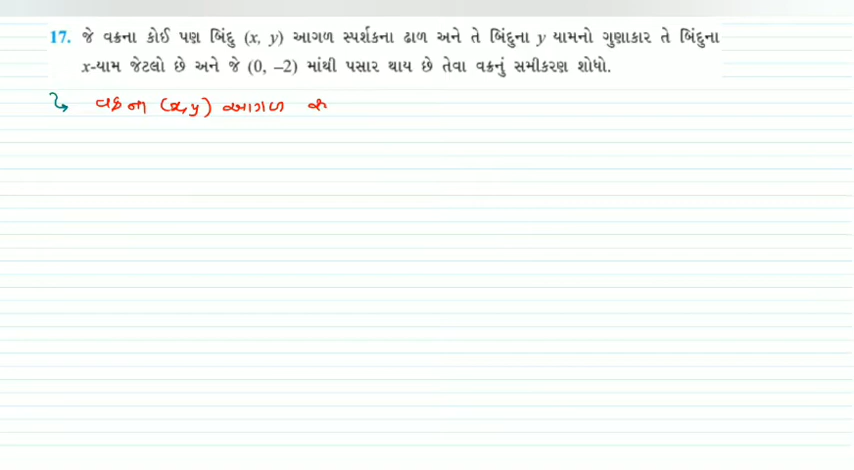 17. જે વક્રના કોઈ પણ બિંદુ (x, y) આગળ સ્પર્શકના ઢાળ અને તે બિંદુના y યામનો ગુણાકાર તે બિંદુના
x-યામ જેટલો છે અને જે (0, –2) માંથી પસાર થાય છે તેવા વક્રનું સમીકરણ શોધો.
વક્રના (x, y) આગળ